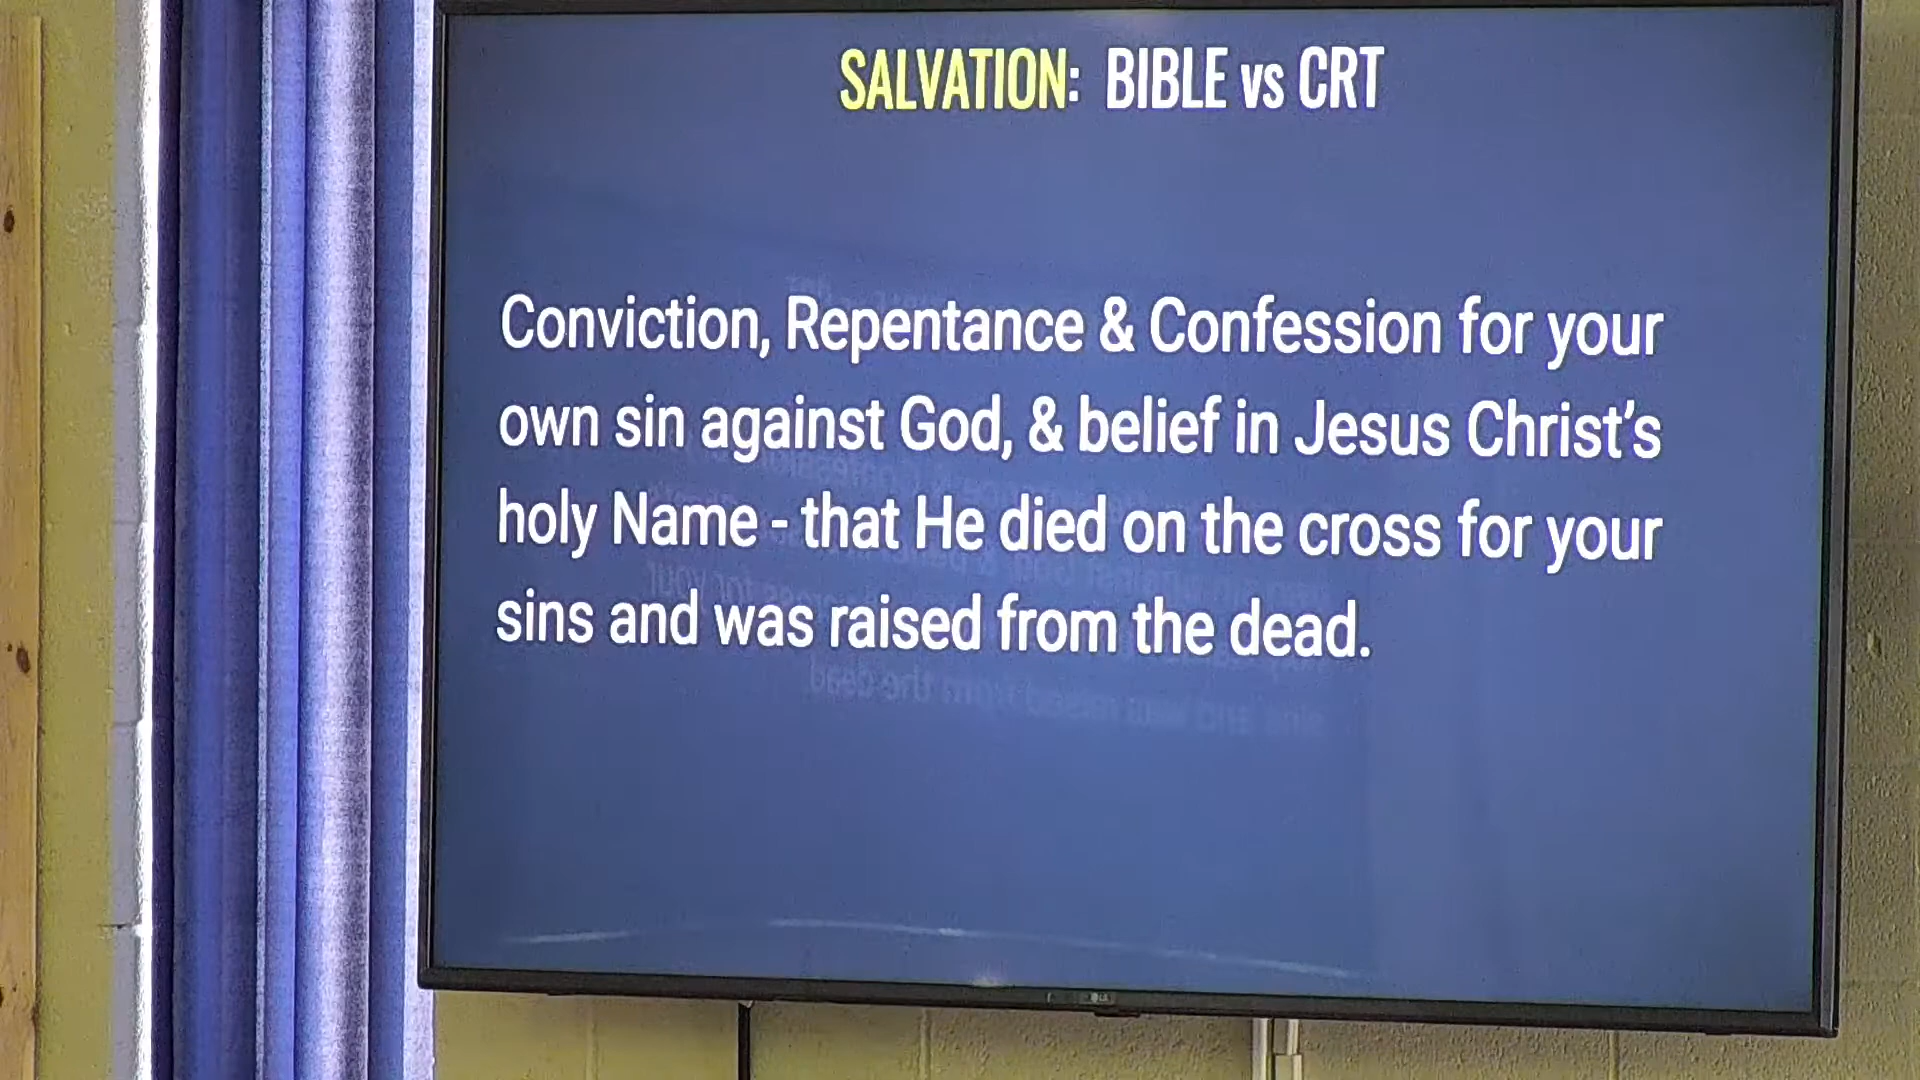 SALVATION: BIBLE vs CRT
Conviction, Repentance & Confession for your
own sin against God, & belief in Jesus Christ's
holy Name - that He died on the cross for your
sins and was raised from the dead.